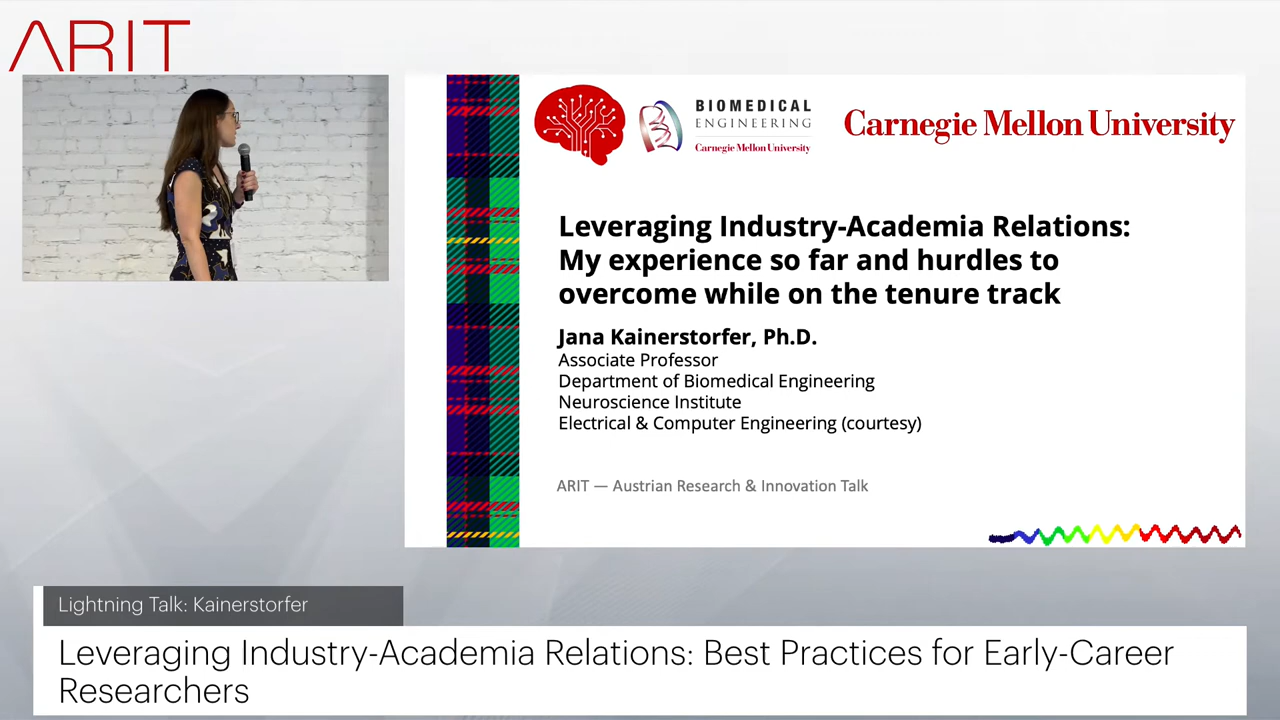 ARIT
BIOMEDICAL
ENGINEERING
Carnegie Mellon University
Carnegie Mellon University
Leveraging Industry-Academia Relations:
My experience so far and hurdles to
overcome while on the tenure track
Jana Kainerstorfer, Ph.D.
Associate Professor
Department of Biomedical Engineering
Neuroscience Institute
Electrical & Computer Engineering (courtesy)
ARIT — Austrian Research & Innovation Talk
Lightning Talk: Kainerstorfer
Leveraging Industry-Academia Relations: Best Practices for Early-Career
Researchers